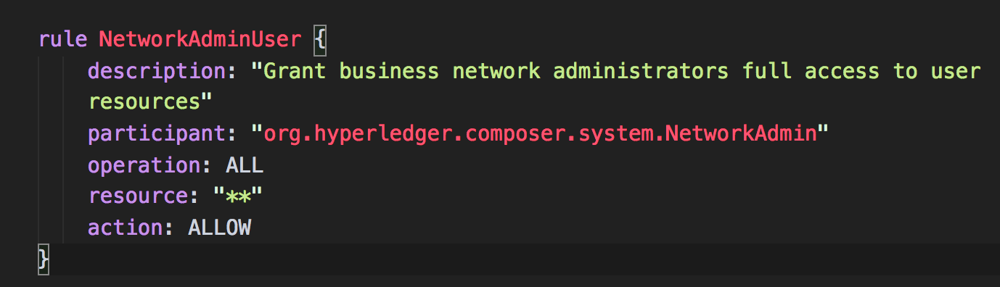 rule NetworkAdminUser {
description: "Grant business network administrators full access to user
resources"
participant: "org.hyperledger.composer.system.NetworkAdmin"
operation: ALL
resource: "**"
action: ALLOW
}